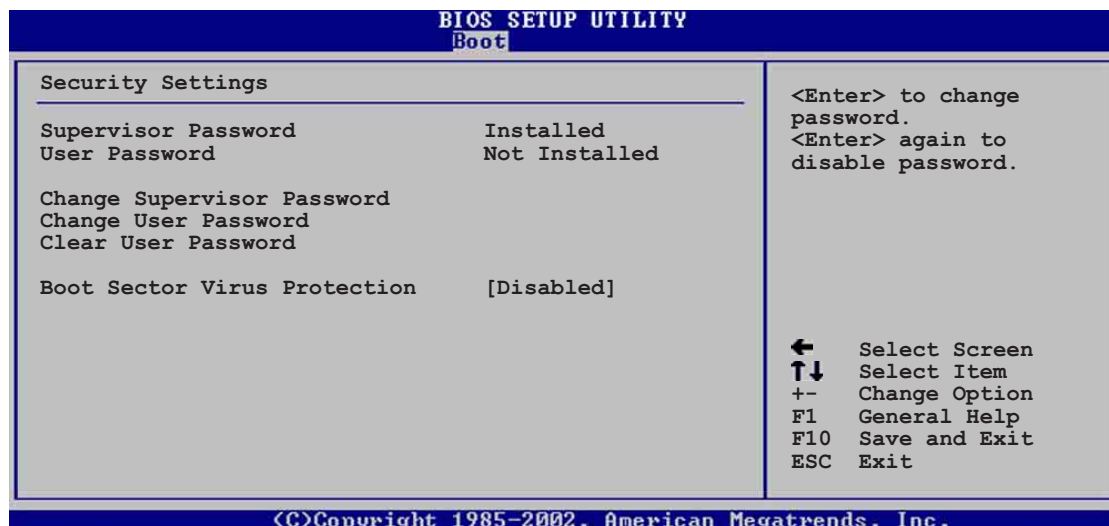 BIOS SETUP UTILITY
Boot
Security Settings
Supervisor Password Installed
User Password Not Installed
Change Supervisor Password
Change User Password
Clear User Password
Boot Sector Virus Protection [Disabled]
<Enter> to change
password.
<Enter> again to
disable password.
← Select Screen
↑↓ Select Item
+- Change Option
F1 General Help
F10 Save and Exit
ESC Exit
(C)Copyright 1985-2002, American Megatrends, Inc.